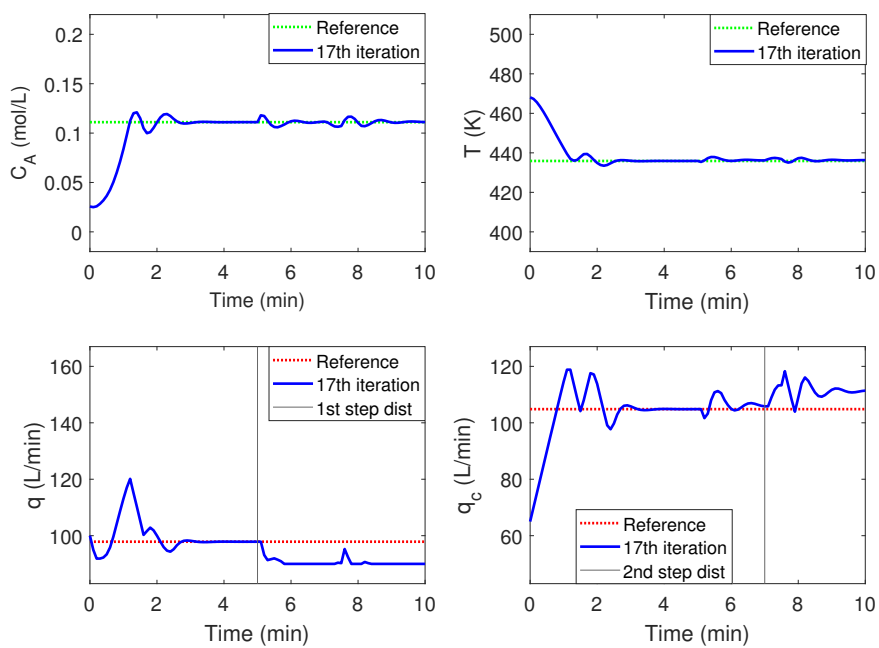 0.2
0.15
0.1
0.05
0
C_A (mol/L)
Reference
17th iteration
0 2 4 6 8 10
Time (min)
500
480
460
440
420
400
T (K)
Reference
17th iteration
0 2 4 6 8 10
Time (min)
160
140
120
100
80
q (L/min)
Reference
17th iteration
1st step dist
0 2 4 6 8 10
Time (min)
120
100
80
60
q_c (L/min)
Reference
17th iteration
2nd step dist
0 2 4 6 8 10
Time (min)